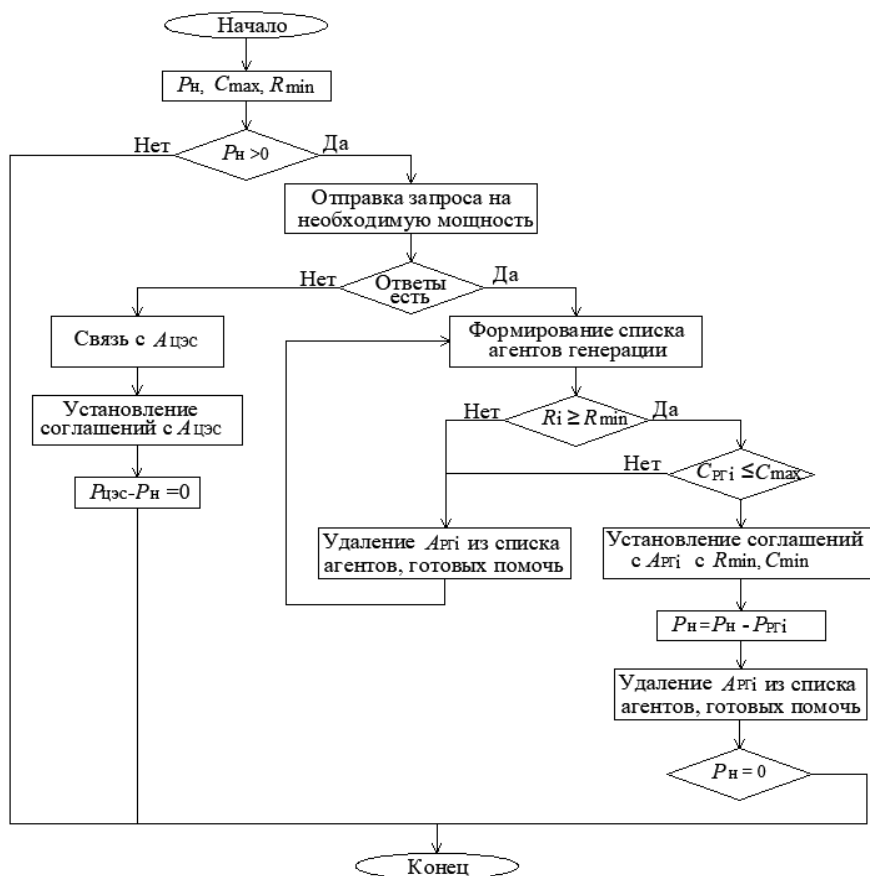 Начало
Pн, Cmax, Rmin
Нет
Pн >0
Да
Отправка запроса на
необходимую мощность
Нет
Ответы
есть
Да
Связь с AЦЭС
Формирование списка
агентов генерации
Установление
соглашений с AЦЭС
Нет
Ri ≥ Rmin
Да
Pцэс-Pн =0
Нет
CРГi ≤Cmax
Удаление AРГi из списка
агентов, готовых помочь
Установление соглашений
с AРГi с Rmin, Cmin
Pн = Pн - PРГi
Удаление AРГi из списка
агентов, готовых помочь
Pн = 0
Конец